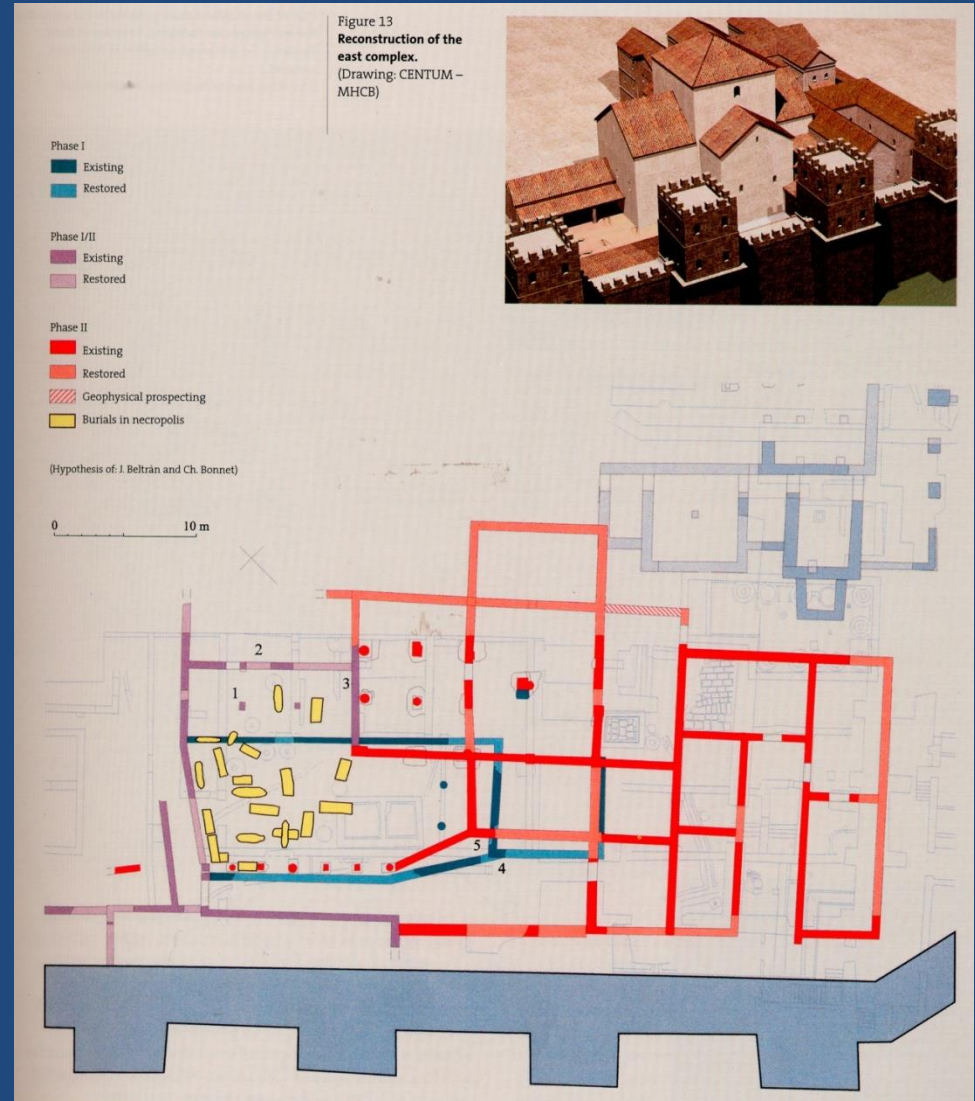 Figure 13
Reconstruction of the
east complex.
(Drawing: CENTUM –
MHCB)
Phase I
Existing
Restored
Phase I/II
Existing
Restored
Phase II
Existing
Restored
Geophysical prospecting
Burials in necropolis
(Hypothesis of: J. Beltrán and Ch. Bonnet)
0 10 m
2
1
3
5
4